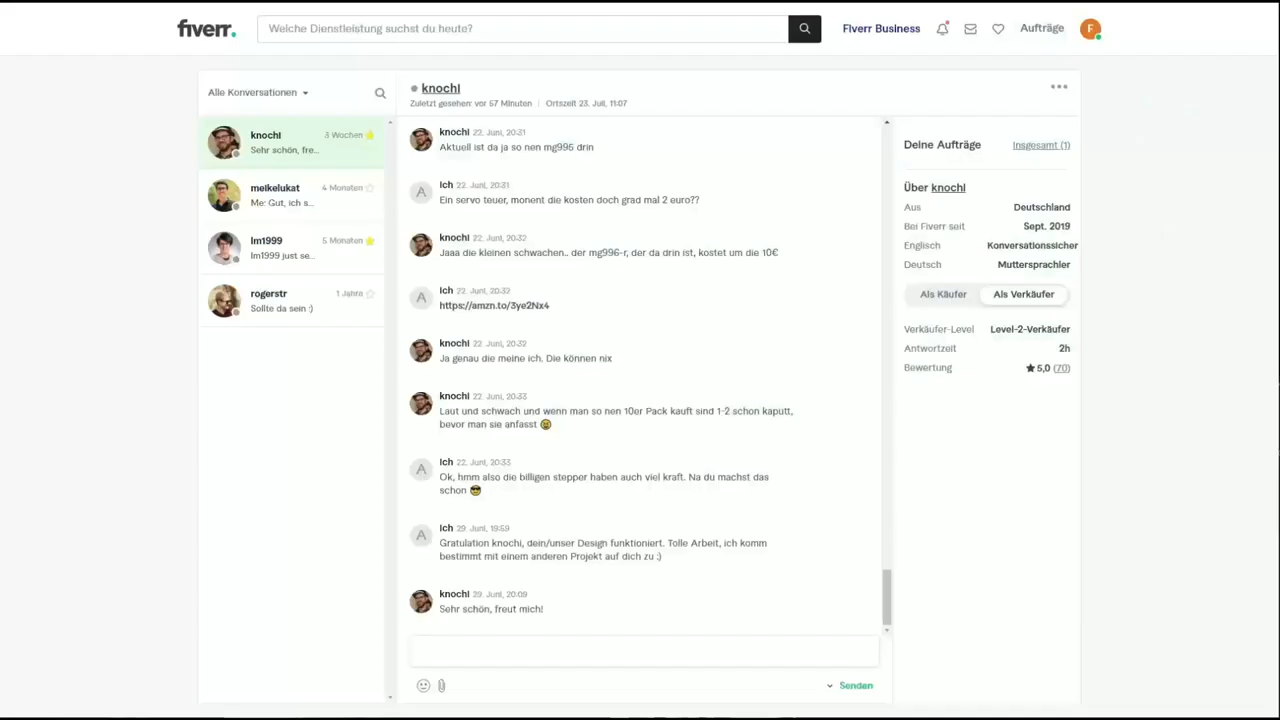 fiverr.
Welche Dienstleistung suchst du heute?
Fiverr Business
Aufträge
F
Alle Konversationen
knochi
3 Wochen
Sehr schön, fre...
meikelukat
4 Monaten
Me: Gut, ich s...
lm1999
5 Monaten
lm1999 just se...
rogerstr
1 Jahre
Sollte da sein :)
knochi
Zuletzt gesehen: vor 57 Minuten | Ortszeit 23. Juli, 11:07
knochi 22. Juni, 20:31
Aktuell ist da ja so nen mg996 drin
A
Ich 22. Juni, 20:31
Ein servo teuer, monent die kosten doch grad mal 2 euro??
knochi 22. Juni, 20:32
Jaaa die kleinen schwachen.. der mg996-r, der da drin ist, kostet um die 10€
A
Ich 22. Juni, 20:32
https://amzn.to/3ye2Nx4
knochi 22. Juni, 20:32
Ja genau die meine ich. Die können nix
knochi 22. Juni, 20:33
Laut und schwach und wenn man so nen 10er Pack kauft sind 1-2 schon kaputt,
bevor man sie anfasst
A
Ich 22. Juni, 20:33
Ok, hmm also die billigen stepper haben auch viel kraft. Na du machst das
schon
A
Ich 29. Juni, 19:59
Gratulation knochi, dein/unser Design funktioniert. Tolle Arbeit, ich komm
bestimmt mit einem anderen Projekt auf dich zu :)
knochi 29. Juni, 20:09
Sehr schön, freut mich!
Senden
Deine Aufträge
Insgesamt (1)
Über knochi
Aus Deutschland
Bei Fiverr seit Sept. 2019
Englisch Konversationssicher
Deutsch Muttersprachler
Als Käufer Als Verkäufer
Verkäufer-Level Level-2-Verkäufer
Antwortzeit 2h
Bewertung 5,0 (70)